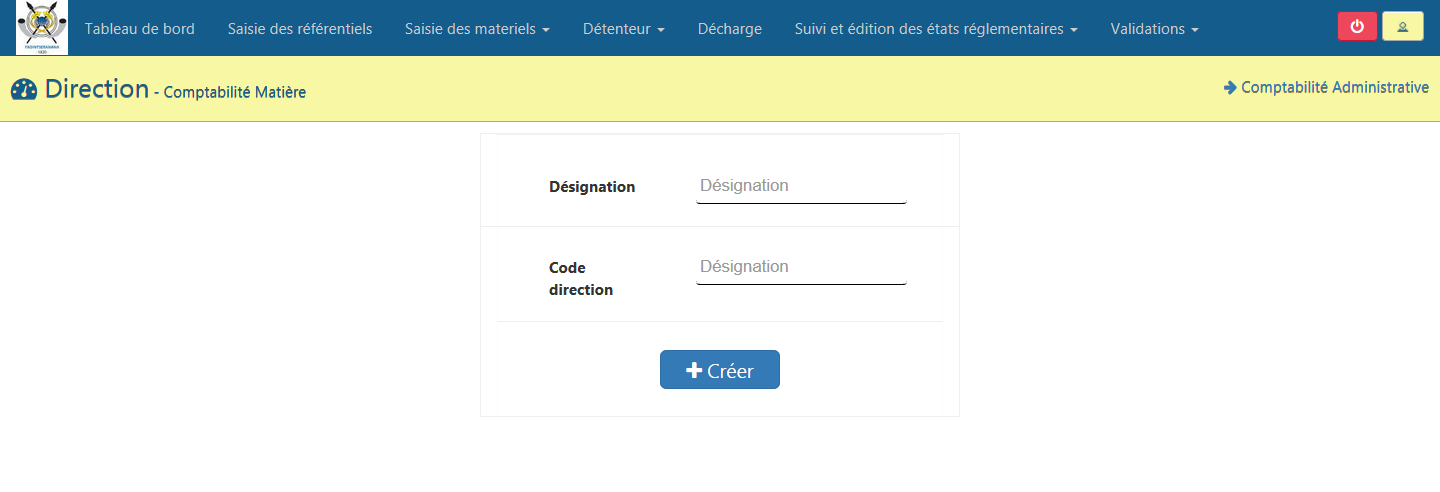 Tableau de bord Saisie des référentiels Saisie des materiels Détenteur Décharge Suivi et édition des états réglementaires Validations
Direction - Comptabilité Matière
Comptabilité Administrative
Désignation Désignation
Code Désignation
direction
Créer